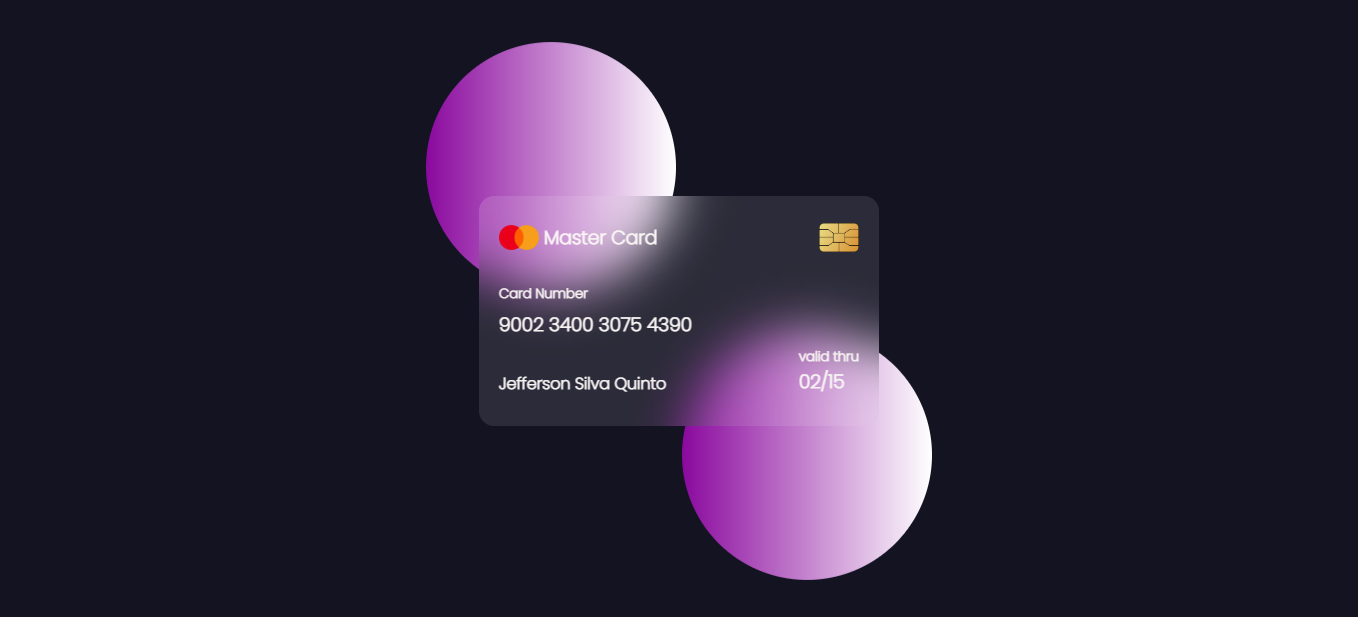 Master Card
Card Number
9002 3400 3075 4390
valid thru
02/15
Jefferson Silva Quinto